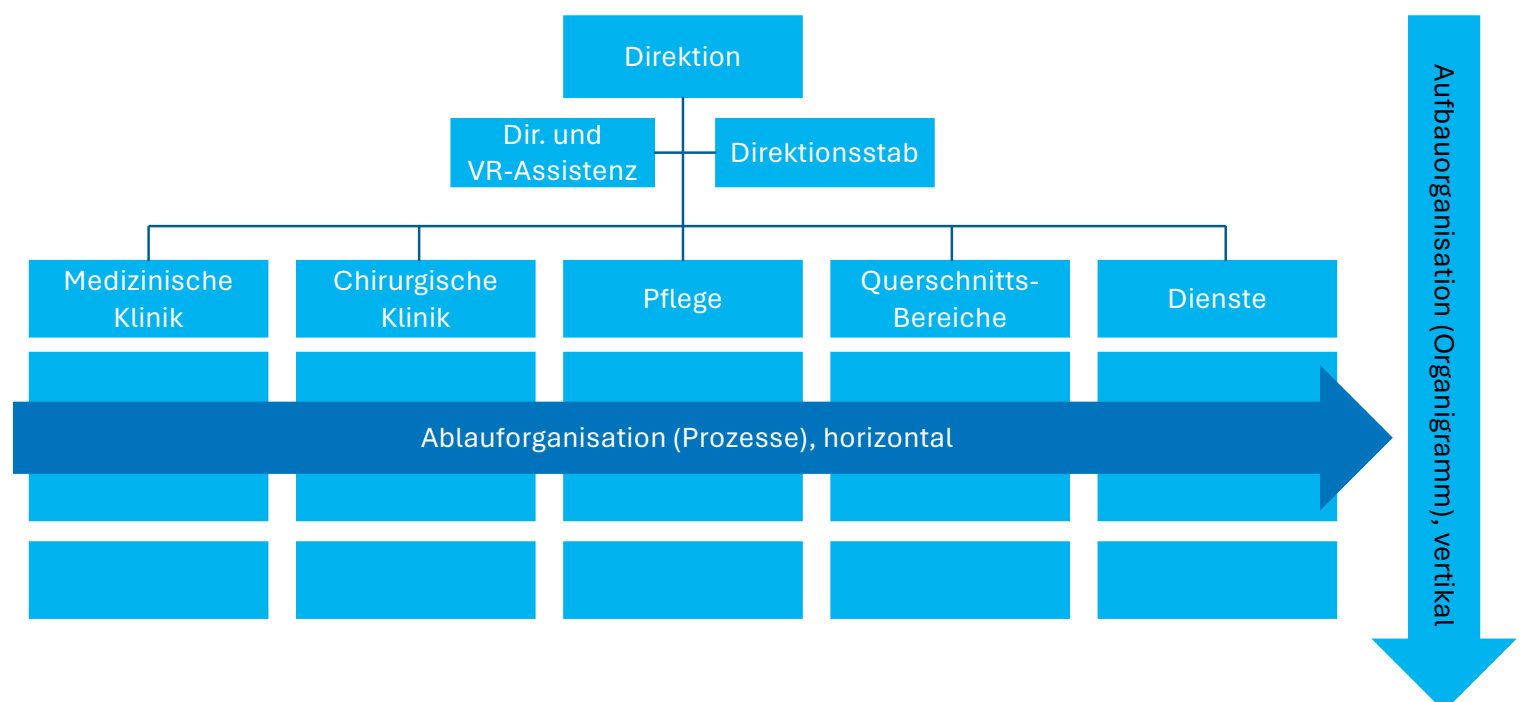 Direktion
Dir. und
VR-Assistenz
Direktionsstab
Medizinische
Klinik
Chirurgische
Klinik
Pflege
Querschnitts-
Bereiche
Dienste
Ablauforganisation (Prozesse), horizontal
Aufbauorganisation (Organigramm), vertikal